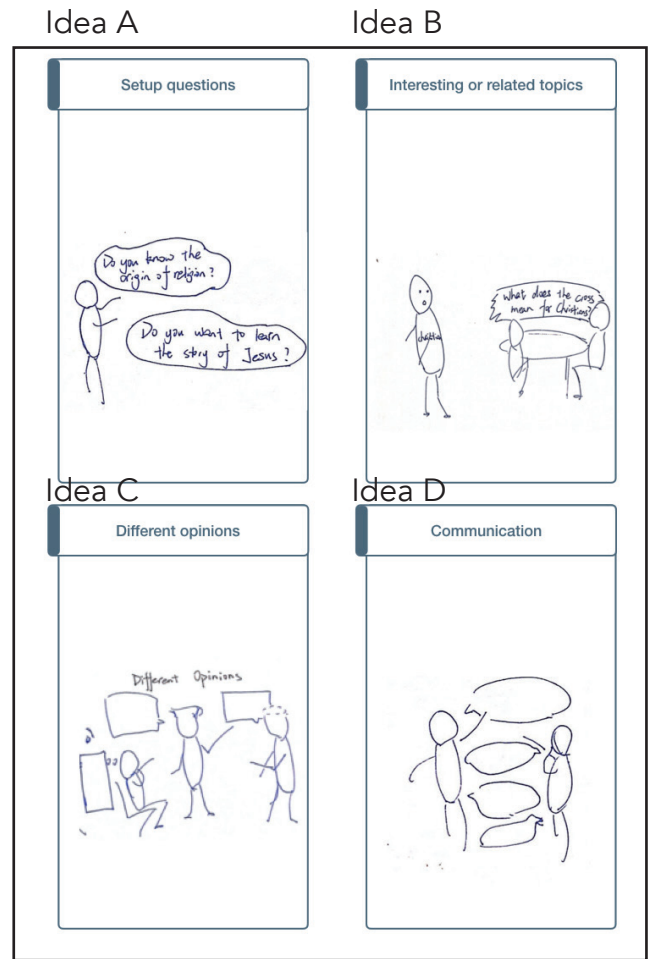 Idea A
Idea B
Setup questions
Interesting or related topics
Do you know the
origin of religion?
Do you want to learn
the story of Jesus?
What does the cross
mean for Christians?
christian
Idea C
Idea D
Different opinions
Communication
Different Opinions